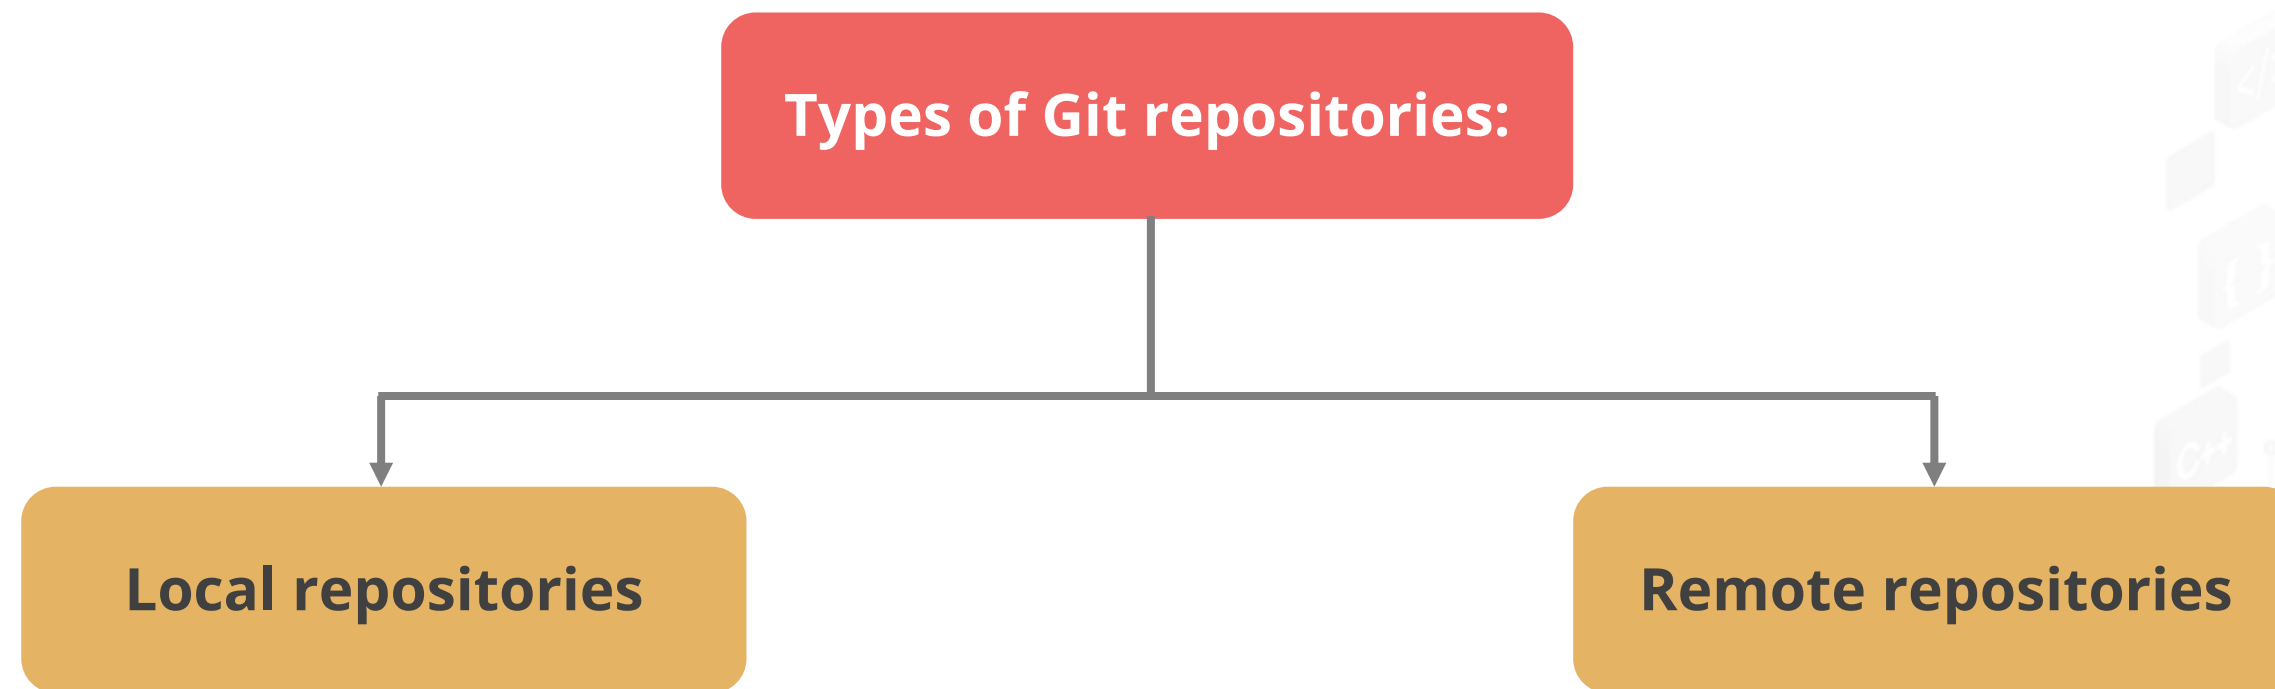 Types of Git repositories:
Local repositories
Remote repositories